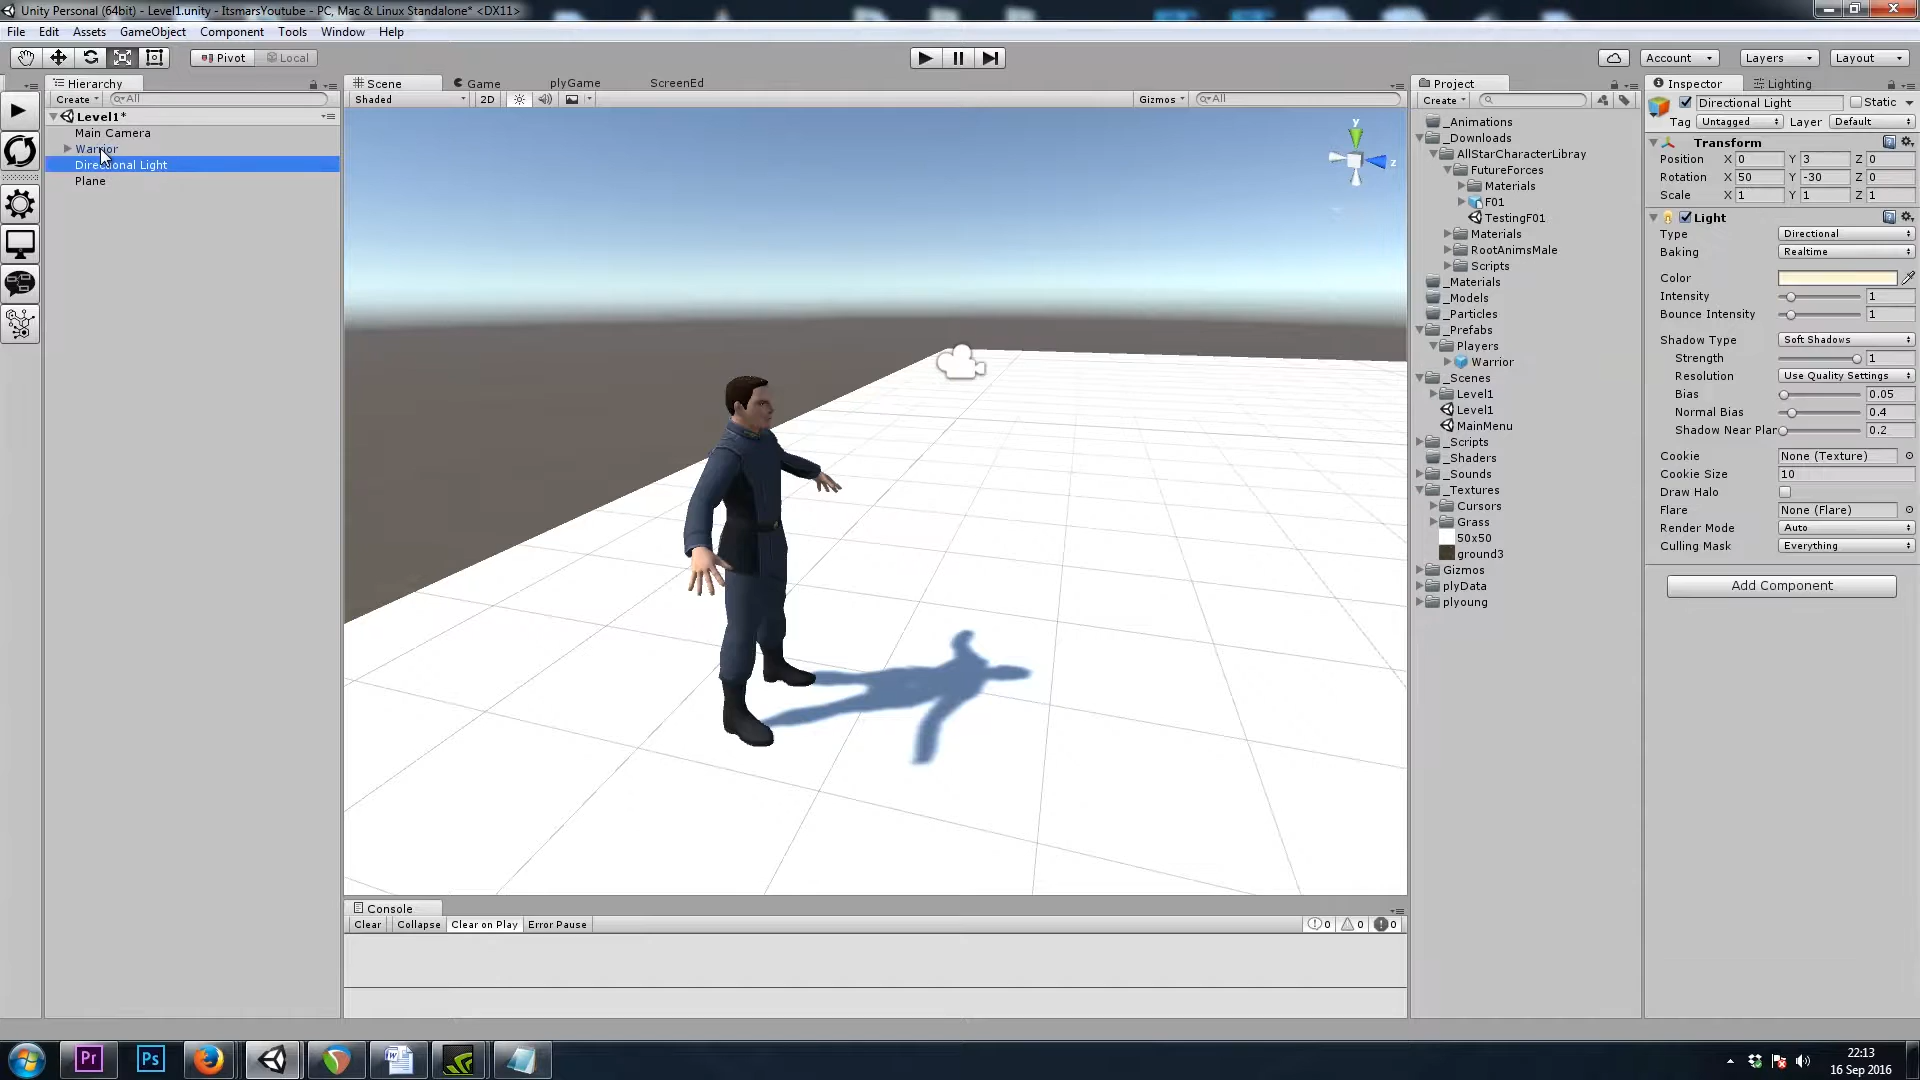 Unity Personal (64bit) - Level1.unity - ItsmarsYoutube - PC, Mac & Linux Standalone* <DX11>
File Edit Assets GameObject Component Tools Window Help
Pivot Local Account Layers Layout
Hierarchy
Create All
Level1*
Main Camera
Warrior
Directional Light
Plane
Scene Game plyGame ScreenEd
Shaded 2D Gizmos All
y
z
Console
Clear Collapse Clear on Play Error Pause 0 0 0
Project
Create
_Animations
_Downloads
AllStarCharacterLibray
FutureForces
Materials
F01
TestingF01
Materials
RootAnimsMale
Scripts
_Materials
_Models
_Particles
_Prefabs
Players
Warrior
_Scenes
Level1
Level1
MainMenu
_Scripts
_Shaders
_Sounds
_Textures
Cursors
Grass
50x50
ground3
Gizmos
plyData
plyoung
Inspector Lighting
Directional Light Static
Tag Untagged Layer Default
Transform
Position X 0 Y 3 Z 0
Rotation X 50 Y -30 Z 0
Scale X 1 Y 1 Z 1
Light
Type Directional
Baking Realtime
Color
Intensity 1
Bounce Intensity 1
Shadow Type Soft Shadows
Strength 1
Resolution Use Quality Settings
Bias 0.05
Normal Bias 0.4
Shadow Near Plar 0.2
Cookie None (Texture)
Cookie Size 10
Draw Halo
Flare None (Flare)
Render Mode Auto
Culling Mask Everything
Add Component
Pr Ps W
22:13
16 Sep 2016